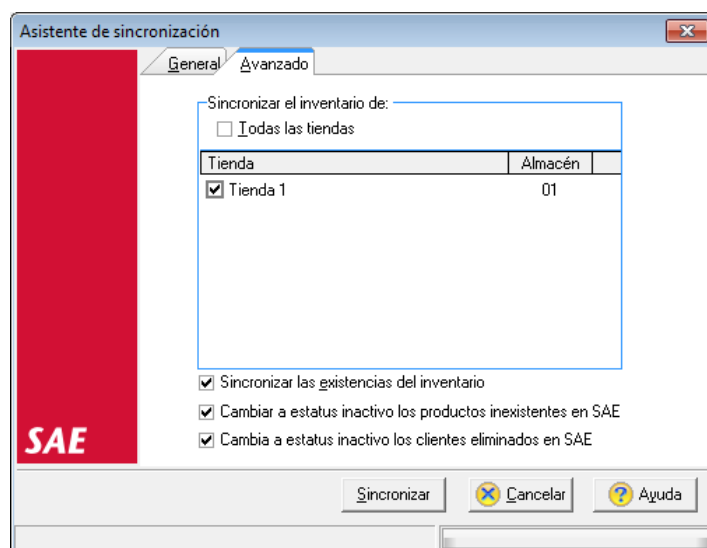 Asistente de sincronización
General Avanzado
Sincronizar el inventario de:
Todas las tiendas
Tienda Almacén
Tienda 1 01
Sincronizar las existencias del inventario
Cambiar a estatus inactivo los productos inexistentes en SAE
Cambia a estatus inactivo los clientes eliminados en SAE
SAE
Sincronizar Cancelar Ayuda